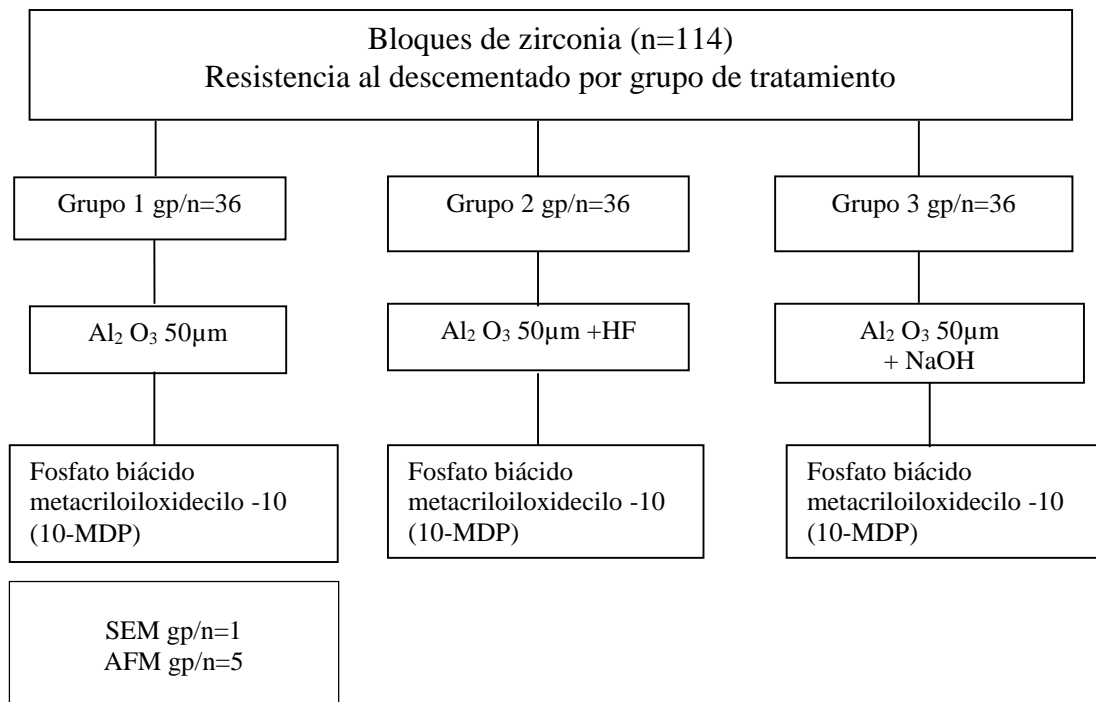 Bloques de zirconia (n=114)
Resistencia al descementado por grupo de tratamiento
Grupo 1 gp/n=36
Grupo 2 gp/n=36
Grupo 3 gp/n=36
Al₂ O₃ 50µm
Al₂ O₃ 50µm +HF
Al₂ O₃ 50µm
+ NaOH
Fosfato biácido
metacriloiloxidecilo -10
(10-MDP)
Fosfato biácido
metacriloiloxidecilo -10
(10-MDP)
Fosfato biácido
metacriloiloxidecilo -10
(10-MDP)
SEM gp/n=1
AFM gp/n=5